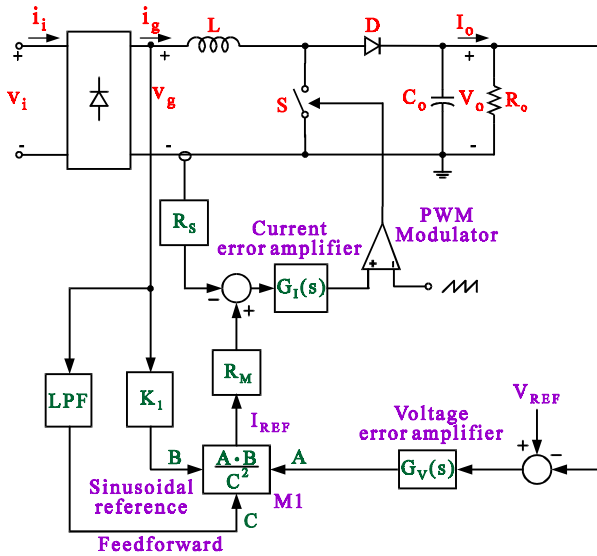 i_i
i_g
L
D
I_o
+
+
+
v_i
v_g
S
C_o
V_o
R_o
-
-
-
R_S
Current
error amplifier
PWM
Modulator
G_I(s)
+
-
−
+
LPF
K_1
R_M
I_REF
V_REF
Voltage
error amplifier
B
A·B
C^2
A
G_V(s)
+
−
Sinusoidal
reference
M1
C
Feedforward